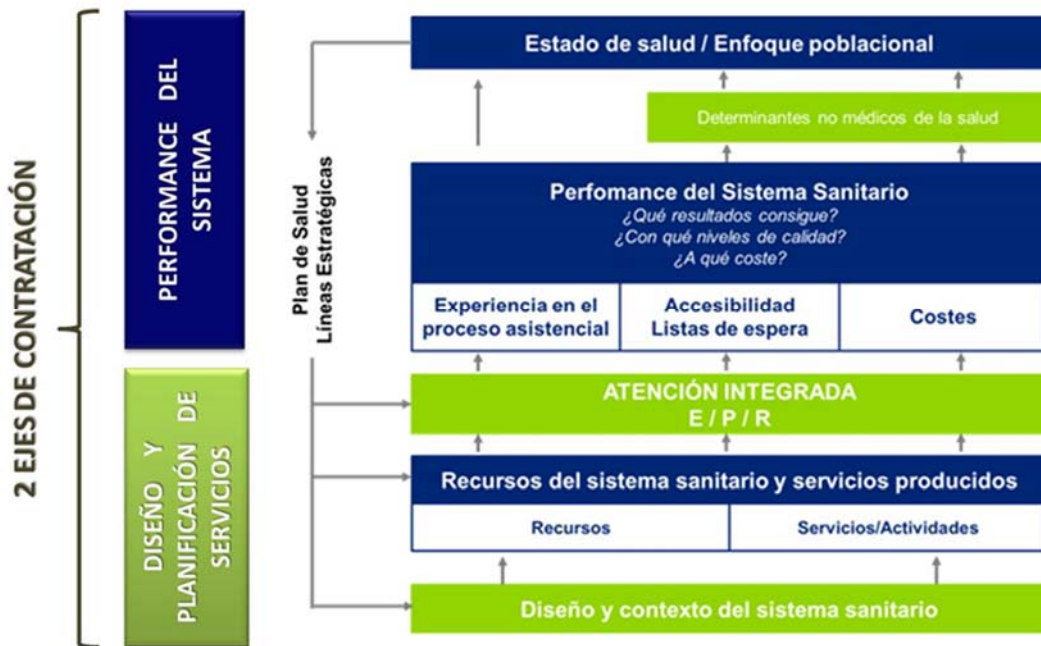 2 EJES DE CONTRATACIÓN
PERFORMANCE DEL
SISTEMA
DISEÑO Y
PLANIFICACIÓN DE
SERVICIOS
Plan de Salud
Líneas Estratégicas
Estado de salud / Enfoque poblacional
Determinantes no médicos de la salud
Perfomance del Sistema Sanitario
¿Qué resultados consigue?
¿Con qué niveles de calidad?
¿A qué coste?
Experiencia en el
proceso asistencial
Accesibilidad
Listas de espera
Costes
ATENCIÓN INTEGRADA
E / P / R
Recursos del sistema sanitario y servicios producidos
Recursos
Servicios/Actividades
Diseño y contexto del sistema sanitario